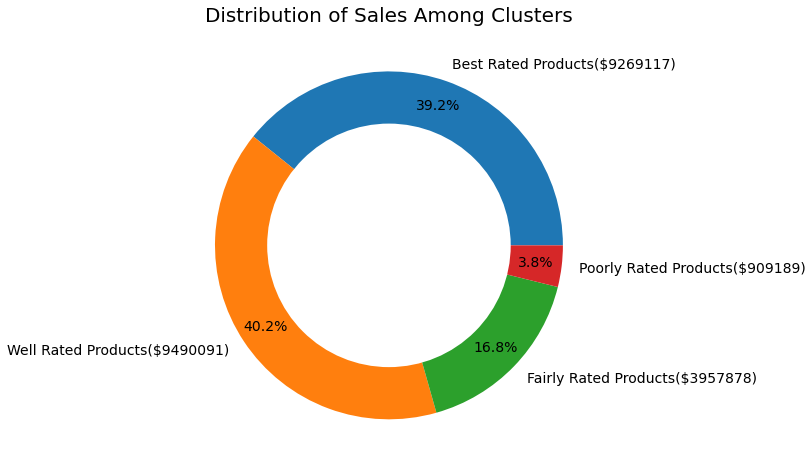 Distribution of Sales Among Clusters
Best Rated Products($9269117)
39.2%
Poorly Rated Products($909189)
3.8%
Well Rated Products($9490091)
40.2%
16.8%
Fairly Rated Products($3957878)